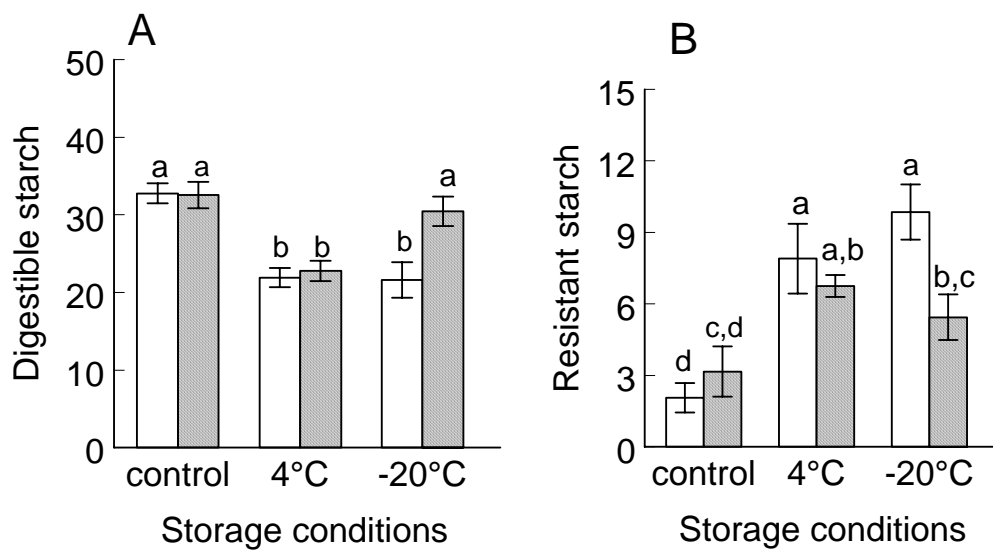 A
Digestible starch
50
40
30
20
10
0
a
a
b
b
b
a
control
4°C
-20°C
Storage conditions
B
Resistant starch
15
12
9
6
3
0
d
c,d
a
a,b
a
b,c
control
4°C
-20°C
Storage conditions